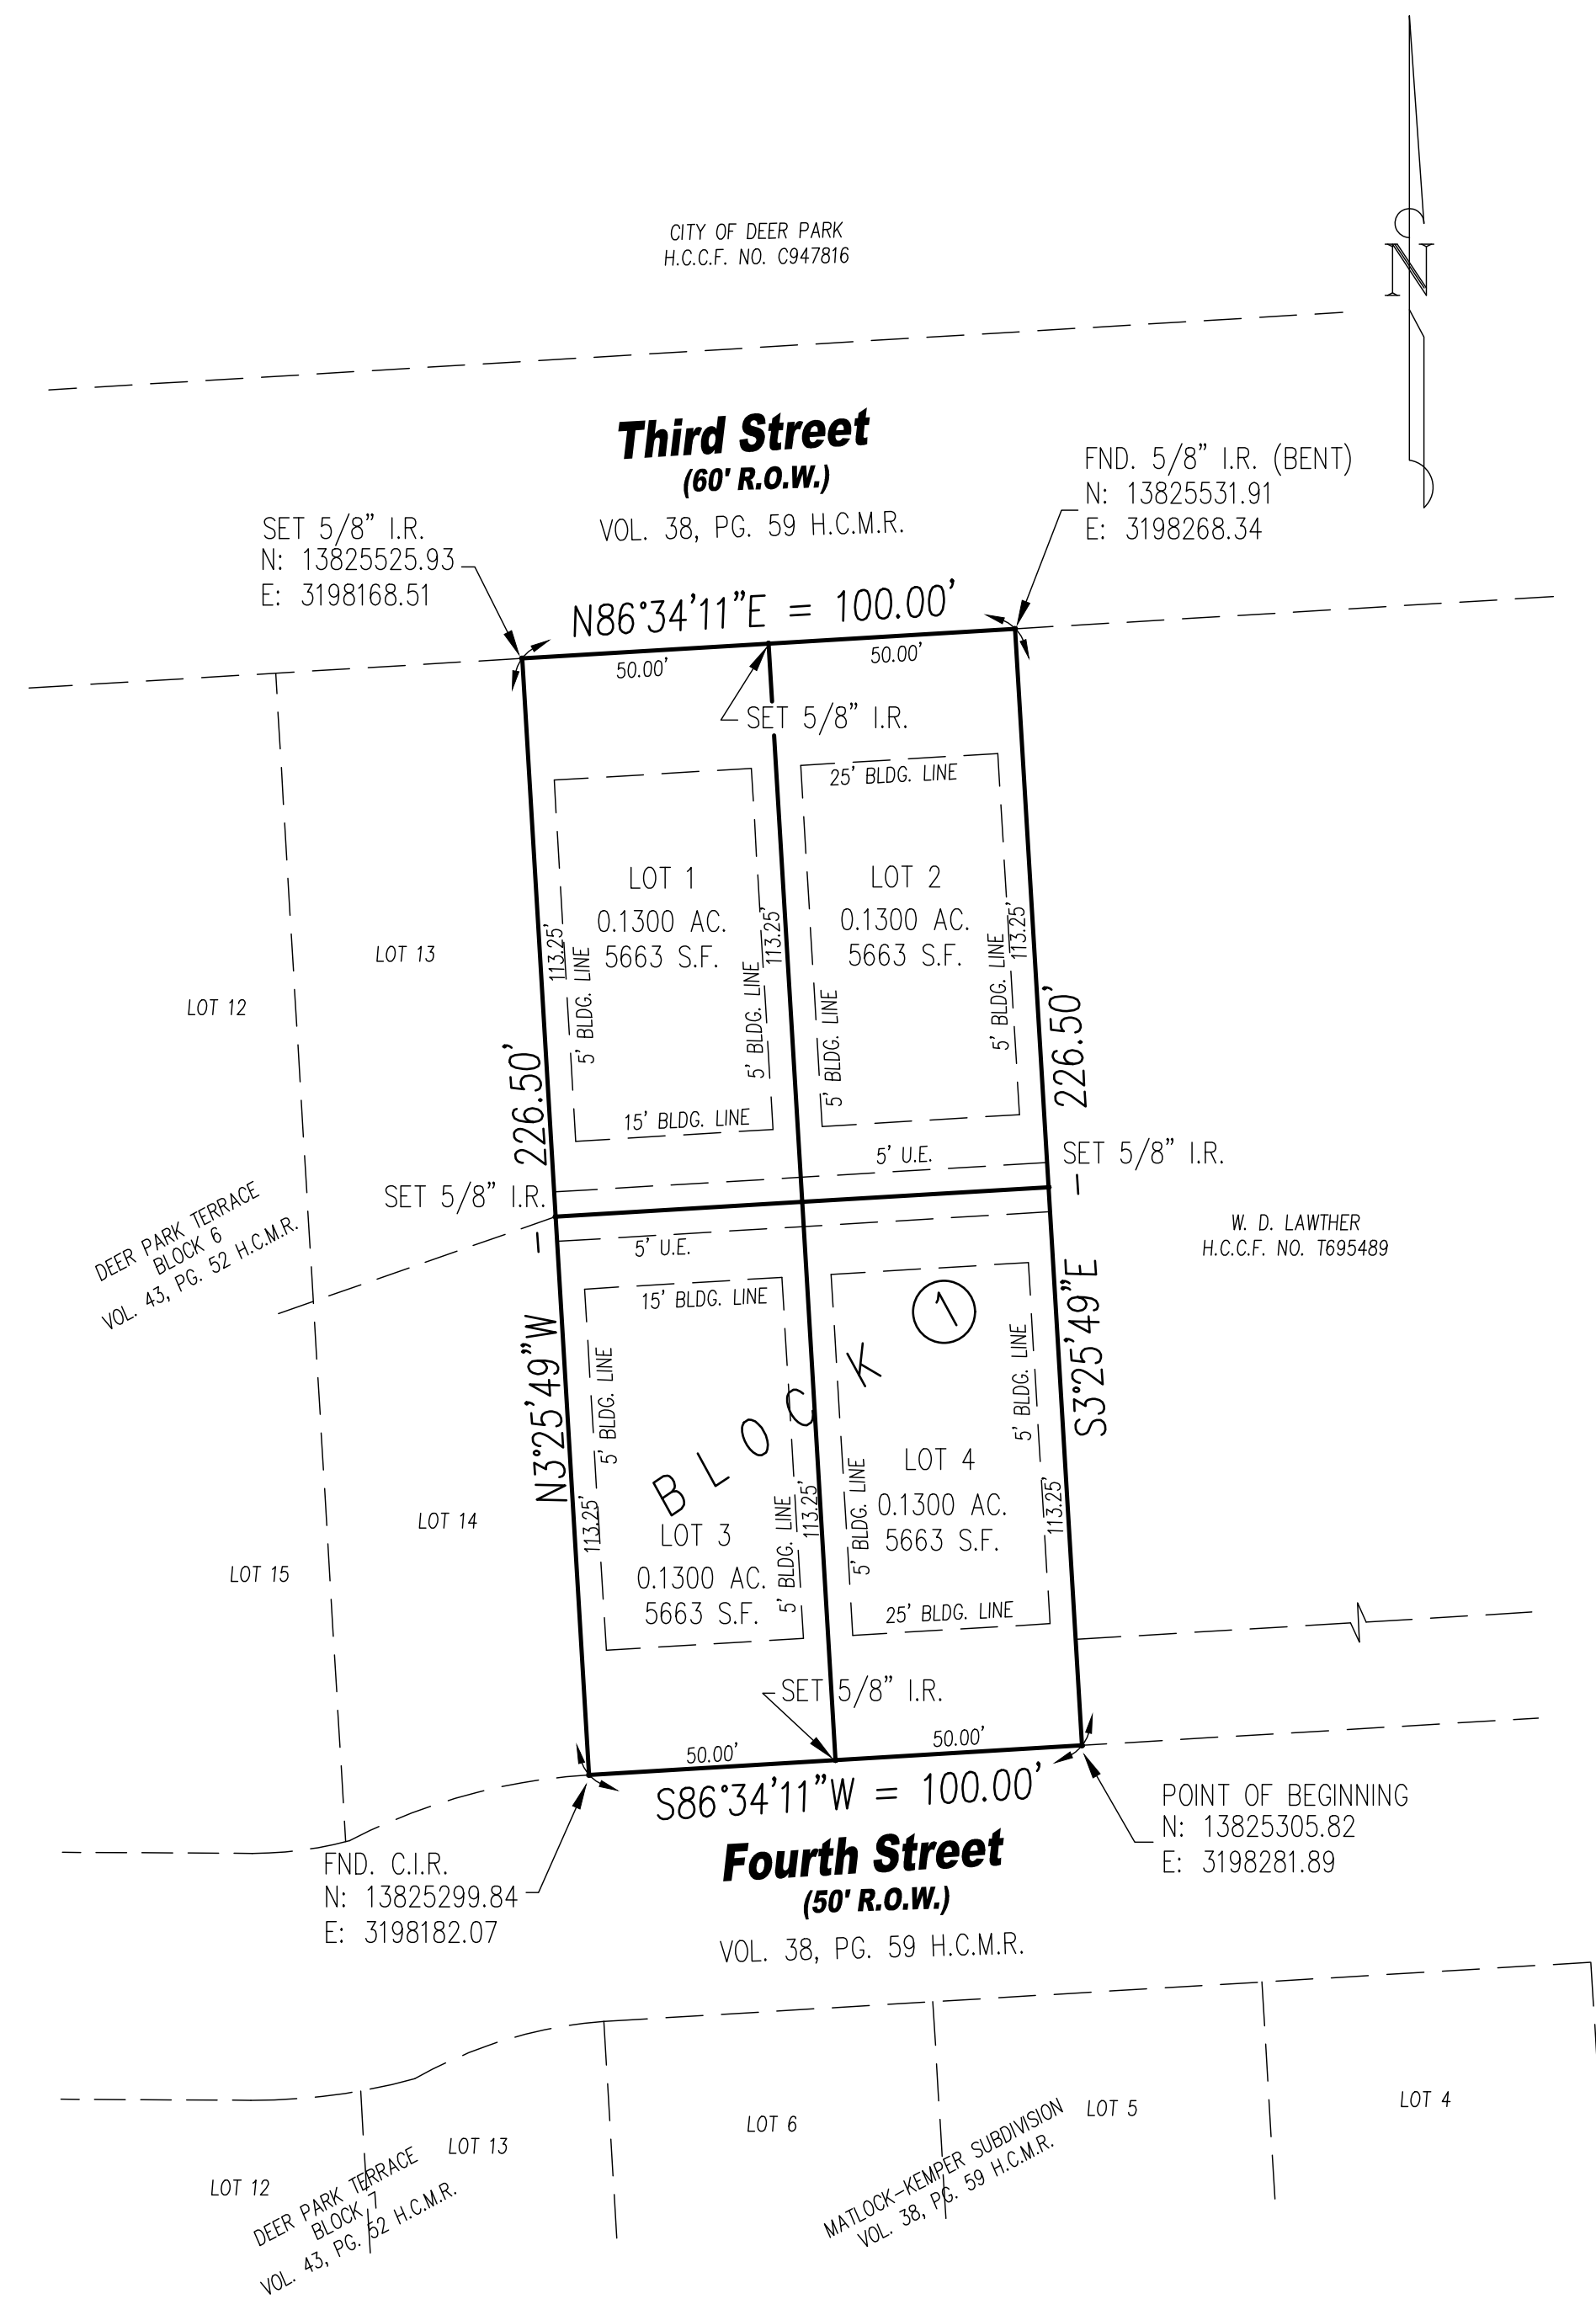 CITY OF DEER PARK
H.C.C.F. NO. C947816
N
Third Street
(60' R.O.W.)
VOL. 38, PG. 59 H.C.M.R.
FND. 5/8" I.R. (BENT)
N: 13825531.91
E: 3198268.34
SET 5/8" I.R.
N: 13825525.93
E: 3198168.51
N86°34'11"E = 100.00'
50.00'
50.00'
SET 5/8" I.R.
25' BLDG. LINE
LOT 1
0.1300 AC.
5663 S.F.
LOT 2
0.1300 AC.
5663 S.F.
113.25'
5' BLDG. LINE
5' BLDG. LINE
113.25'
5' BLDG. LINE
5' BLDG. LINE
113.25'
LOT 13
LOT 12
226.50'
226.50'
15' BLDG. LINE
5' U.E.
SET 5/8" I.R.
SET 5/8" I.R.
DEER PARK TERRACE
BLOCK 6
VOL. 43, PG. 52 H.C.M.R.
W. D. LAWTHER
H.C.C.F. NO. T695489
5' U.E.
15' BLDG. LINE
N3°25'49"W
S3°25'49"E
BLOCK 1
5' BLDG. LINE
5' BLDG. LINE
113.25'
5' BLDG. LINE
113.25'
5' BLDG. LINE
113.25'
LOT 4
0.1300 AC.
5663 S.F.
LOT 3
0.1300 AC.
5663 S.F.
LOT 14
LOT 15
25' BLDG. LINE
SET 5/8" I.R.
50.00'
50.00'
S86°34'11"W = 100.00'
POINT OF BEGINNING
N: 13825305.82
E: 3198281.89
Fourth Street
(50' R.O.W.)
VOL. 38, PG. 59 H.C.M.R.
FND. C.I.R.
N: 13825299.84
E: 3198182.07
LOT 12
LOT 13
LOT 6
LOT 5
LOT 4
DEER PARK TERRACE
BLOCK 7
VOL. 43, PG. 52 H.C.M.R.
MATLOCK-KEMPER SUBDIVISION
VOL. 38, PG. 59 H.C.M.R.